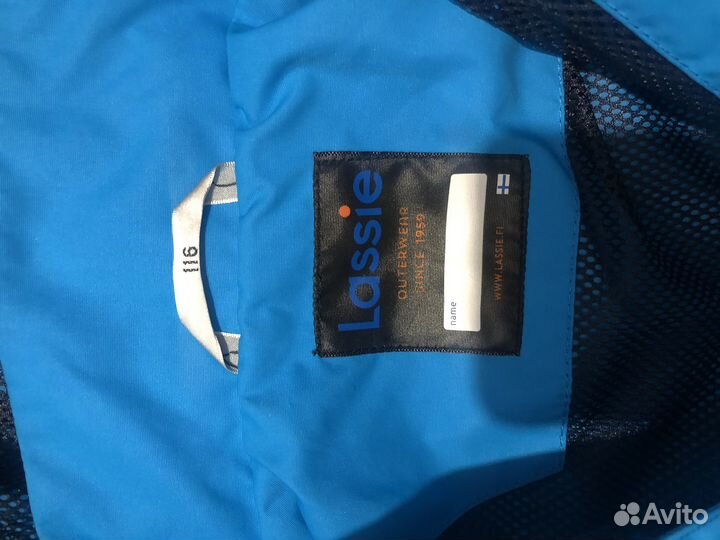 116
Lassie
OUTERWEAR
SINCE 1959
name
WWW.LASSIE.FI
Avito